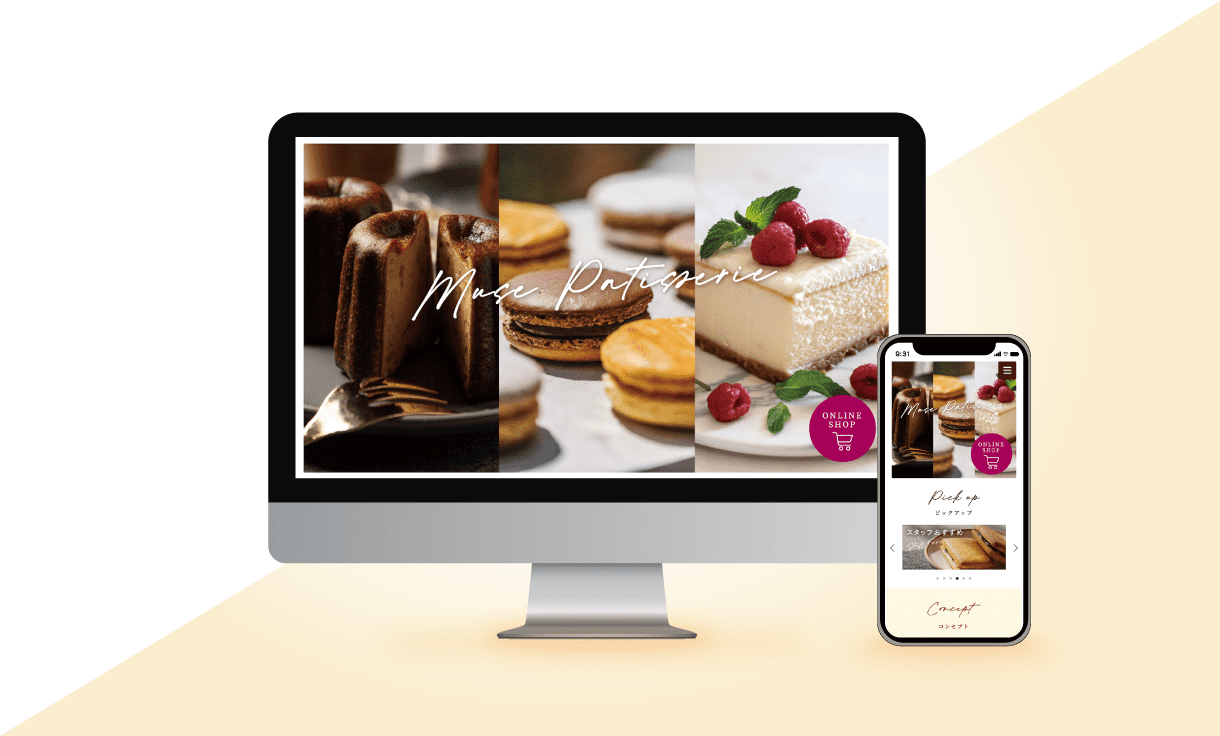 Muse Patisserie
ONLINE
SHOP
9:31
Muse Patisserie
ONLINE
SHOP
Pick up
ピックアップ
スタッフおすすめ
Concept
コンセプト